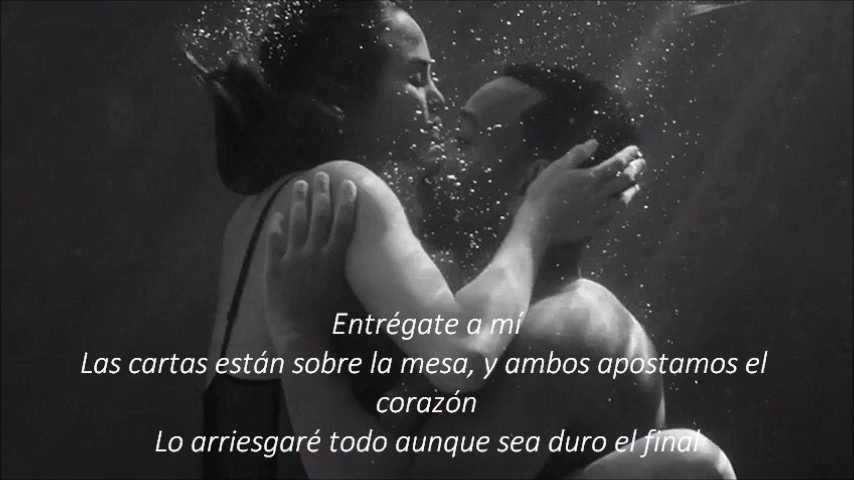 Entrégate a mí
Las cartas están sobre la mesa, y ambos apostamos el
corazón
Lo arriesgaré todo aunque sea duro el final